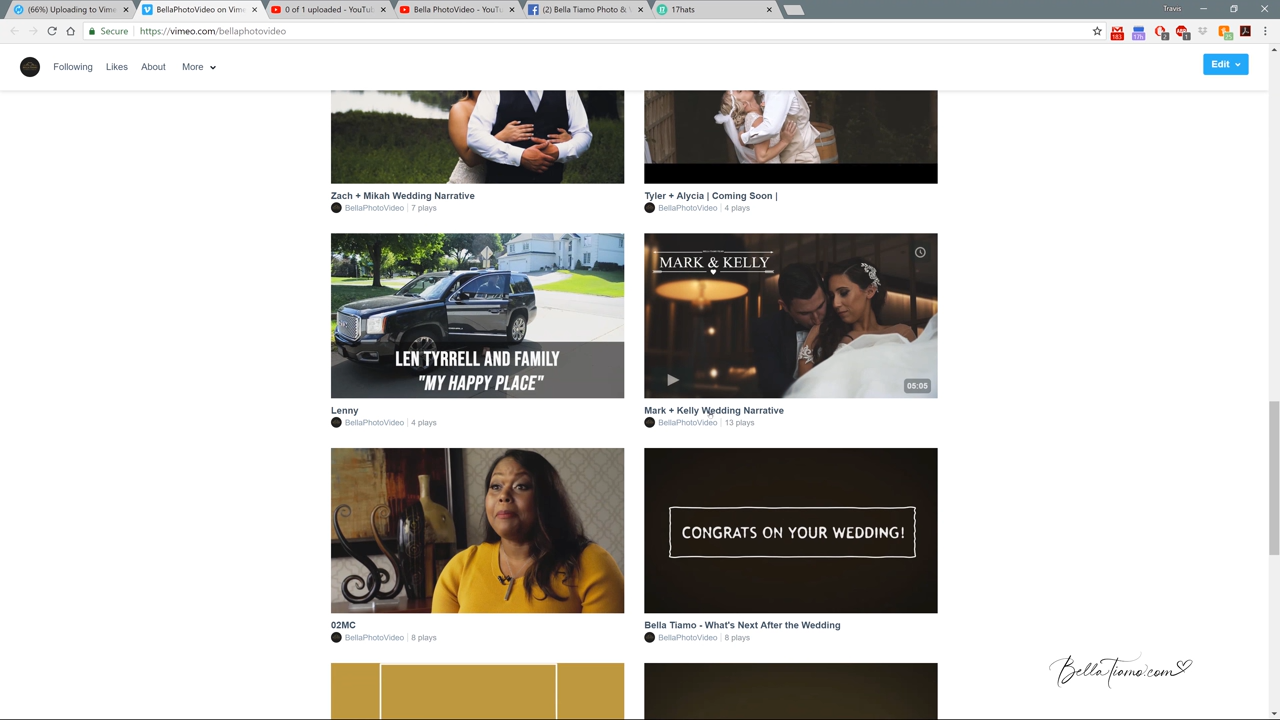 (66%) Uploading to Vime
BellaPhotoVideo on Vim
0 of 1 uploaded - YouTu
Bella PhotoVideo - YouT
(2) Bella Tiamo Photo &
17hats
Travis
Secure
https://vimeo.com/bellaphotovideo
Following
Likes
About
More
Edit
Zach + Mikah Wedding Narrative
BellaPhotoVideo | 7 plays
Tyler + Alycia | Coming Soon |
BellaPhotoVideo | 4 plays
LEN TYRRELL AND FAMILY
"MY HAPPY PLACE"
MARK & KELLY
05:05
Lenny
BellaPhotoVideo | 4 plays
Mark + Kelly Wedding Narrative
BellaPhotoVideo | 13 plays
CONGRATS ON YOUR WEDDING!
02MC
BellaPhotoVideo | 8 plays
Bella Tiamo - What's Next After the Wedding
BellaPhotoVideo | 8 plays
BellaTiamo.com